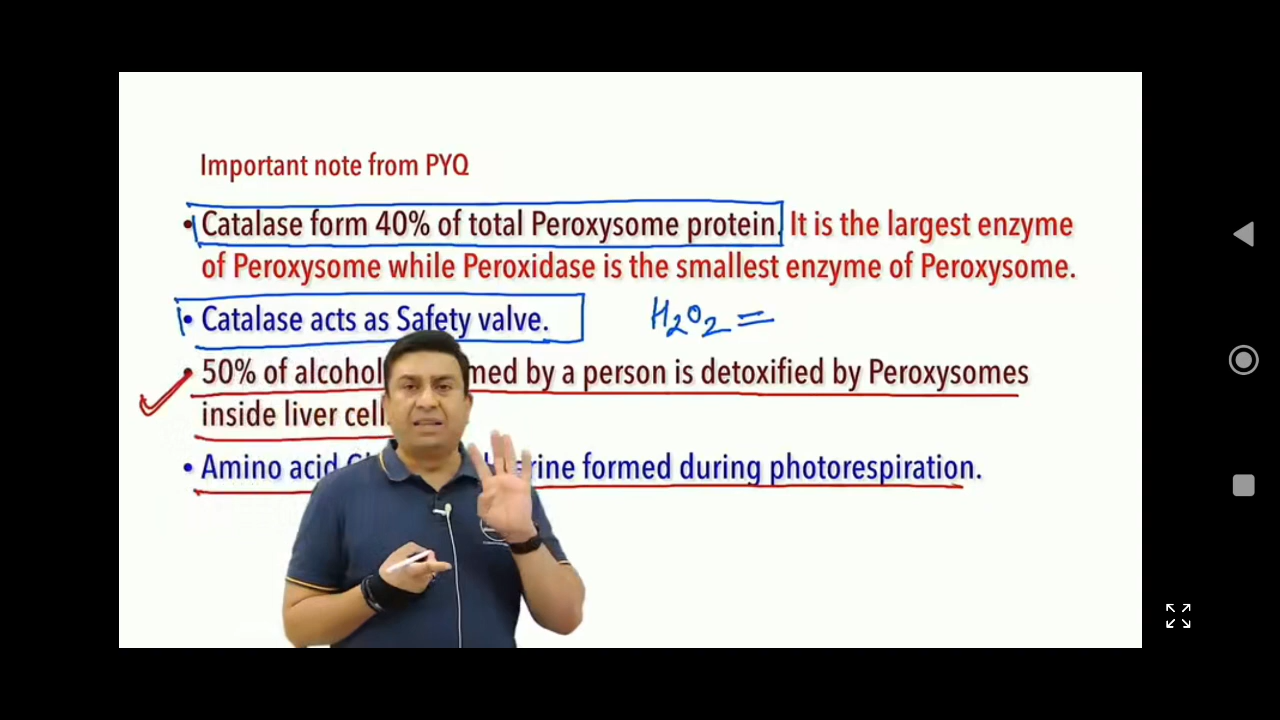 Important note from PYQ
• Catalase form 40% of total Peroxysome protein. It is the largest enzyme
of Peroxysome while Peroxidase is the smallest enzyme of Peroxysome.
• Catalase acts as Safety valve. H2O2 =
• 50% of alcohol med by a person is detoxified by Peroxysomes
inside liver cell
• Amino acid rine formed during photorespiration.